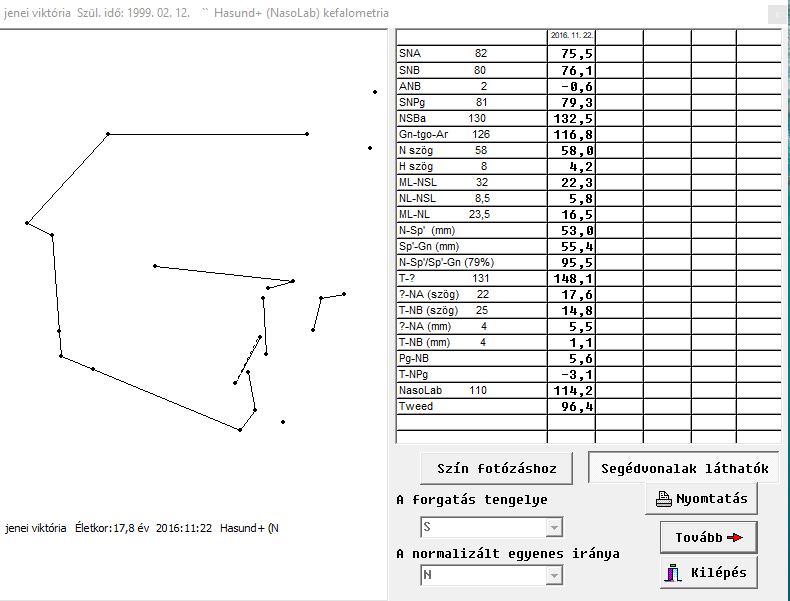 jenei viktória Szül. idő: 1999. 02. 12. `` Hasund+ (NasoLab) kefalometria
x
2016. 11. 22.
SNA 82 75,5
SNB 80 76,1
ANB 2 -0,6
SNPg 81 79,3
NSBa 130 132,5
Gn-tgo-Ar 126 116,8
N szög 58 58,0
H szög 8 4,2
ML-NSL 32 22,3
NL-NSL 8,5 5,8
ML-NL 23,5 16,5
N-Sp' (mm) 53,0
Sp'-Gn (mm) 55,4
N-Sp'/Sp'-Gn (79%) 95,5
T-? 131 148,1
?-NA (szög) 22 17,6
T-NB (szög) 25 14,8
?-NA (mm) 4 5,5
T-NB (mm) 4 1,1
Pg-NB 5,6
T-NPg -3,1
NasoLab 110 114,2
Tweed 96,4
Szín fotózáshoz
Segédvonalak láthatók
A forgatás tengelye
Nyomtatás
S
Tovább
A normalizált egyenes iránya
N
Kilépés
jenei viktória Életkor:17,8 év 2016:11:22 Hasund+ (N